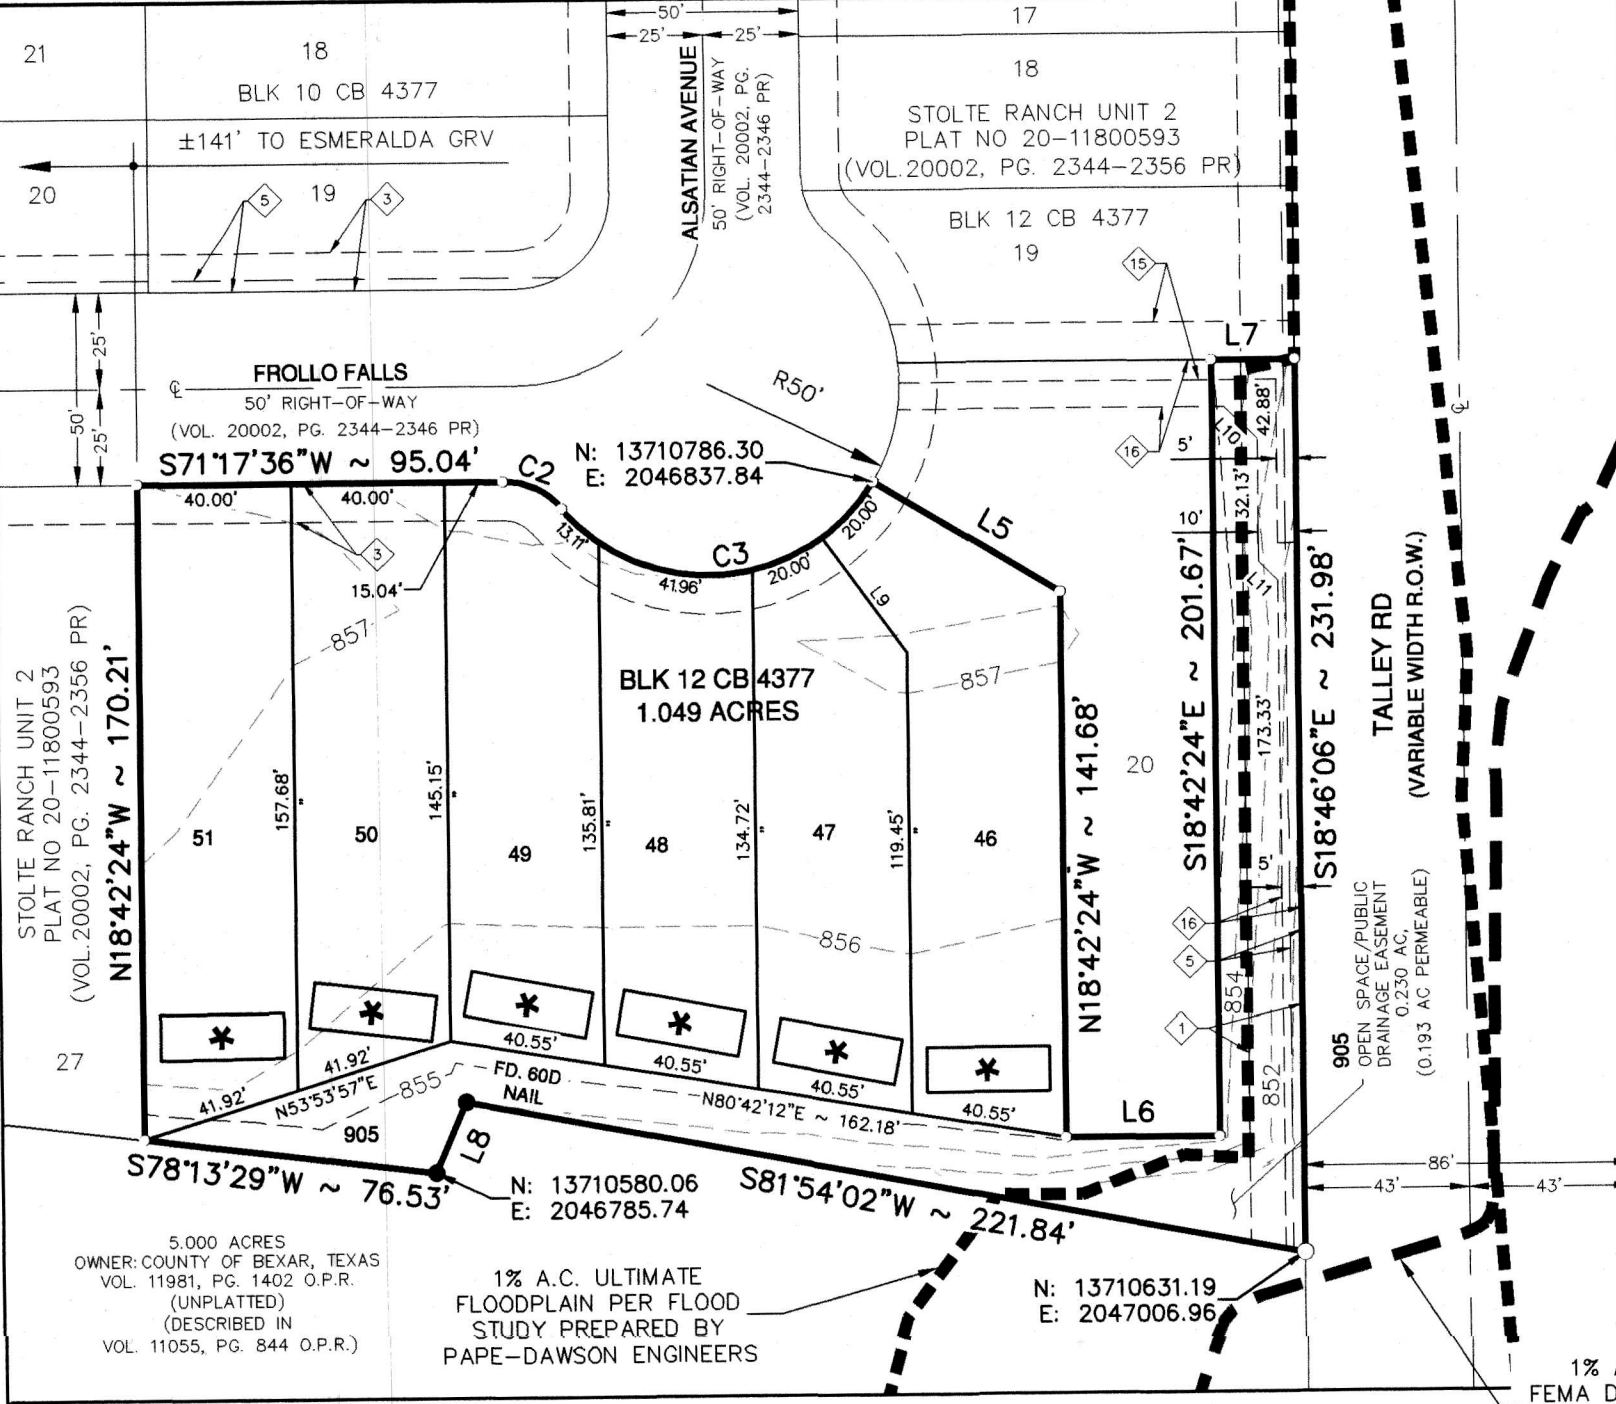 21
18
BLK 10 CB 4377
±141' TO ESMERALDA GRV
20
19
5
3
50'
25'
25'
ALSATIAN AVENUE
50' RIGHT-OF-WAY
(VOL. 20002, PG.
2344-2346 PR)
17
18
STOLTE RANCH UNIT 2
PLAT NO 20-11800593
(VOL.20002, PG. 2344-2356 PR)
BLK 12 CB 4377
19
15
L7
50'
25'
25'
℄
FROLLO FALLS
50' RIGHT-OF-WAY
(VOL. 20002, PG. 2344-2346 PR)
S71°17'36"W ~ 95.04'
C2
R50'
N: 13710786.30
E: 2046837.84
16
5'
10'
L10
42.88'
32.13'
L11
℄
40.00'
40.00'
3
15.04'
13.11'
C3
41.96'
20.00'
20.00'
L5
L9
857
857
STOLTE RANCH UNIT 2
PLAT NO 20-11800593
(VOL.20002, PG. 2344-2356 PR)
N18°42'24"W ~ 170.21'
BLK 12 CB 4377
1.049 ACRES
51
157.68'
"
50
145.15'
"
49
135.81'
"
48
134.72'
"
47
119.45'
"
46
N18°42'24"W ~ 141.68'
20
S18°42'24"E ~ 201.67'
173.33'
S18°46'06"E ~ 231.98'
TALLEY RD
(VARIABLE WIDTH R.O.W.)
5'
16
5
1
854
852
856
905
OPEN SPACE/PUBLIC
DRAINAGE EASEMENT
0.230 AC,
(0.193 AC PERMEABLE)
27
*
*
*
*
*
*
41.92'
41.92'
N53°53'57"E
855
905
FD. 60D
NAIL
40.55'
40.55'
40.55'
40.55'
N80°42'12"E ~ 162.18'
L6
L8
S78°13'29"W ~ 76.53'
N: 13710580.06
E: 2046785.74
S81°54'02"W ~ 221.84'
86'
43'
43'
5.000 ACRES
OWNER: COUNTY OF BEXAR, TEXAS
VOL. 11981, PG. 1402 O.P.R.
(UNPLATTED)
(DESCRIBED IN
VOL. 11055, PG. 844 O.P.R.)
1% A.C. ULTIMATE
FLOODPLAIN PER FLOOD
STUDY PREPARED BY
PAPE-DAWSON ENGINEERS
N: 13710631.19
E: 2047006.96
1%
FEMA D